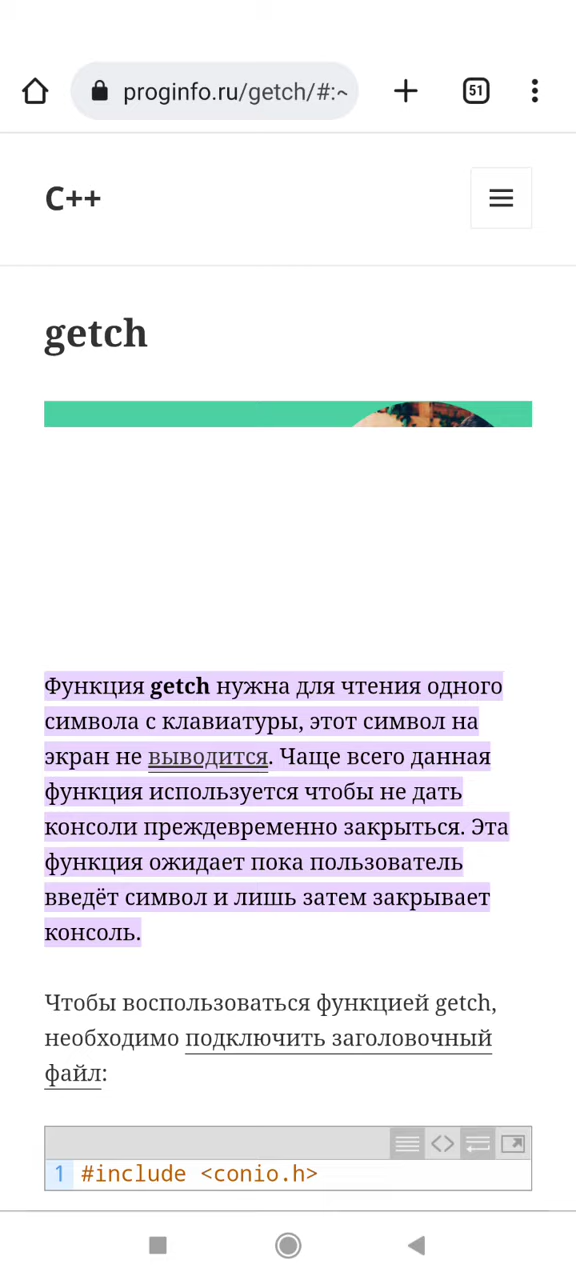 proginfo.ru/getch/#:~
51
C++
getch
Функция getch нужна для чтения одного
символа с клавиатуры, этот символ на
экран не выводится. Чаще всего данная
функция используется чтобы не дать
консоли преждевременно закрыться. Эта
функция ожидает пока пользователь
введёт символ и лишь затем закрывает
консоль.
Чтобы воспользоваться функцией getch,
необходимо подключить заголовочный
файл:
1 #include <conio.h>